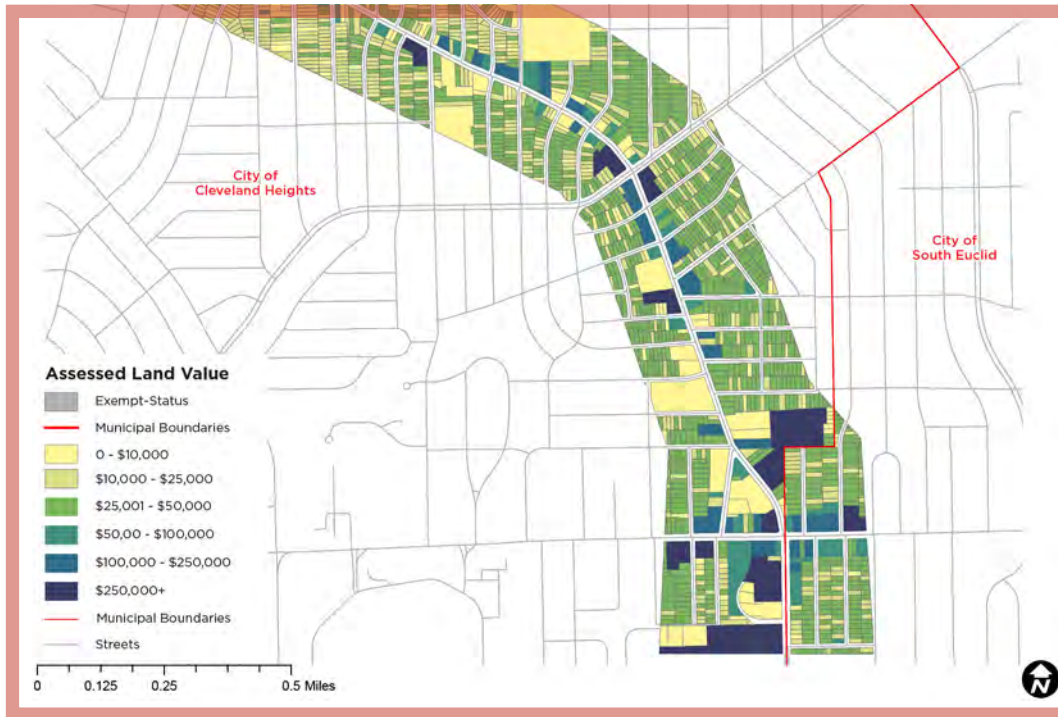 City of
Cleveland Heights
City of
South Euclid
Assessed Land Value
Exempt-Status
Municipal Boundaries
0 - $10,000
$10,000 - $25,000
$25,001 - $50,000
$50,00 - $100,000
$100,000 - $250,000
$250,000+
Municipal Boundaries
Streets
0 0.125 0.25 0.5 Miles
N